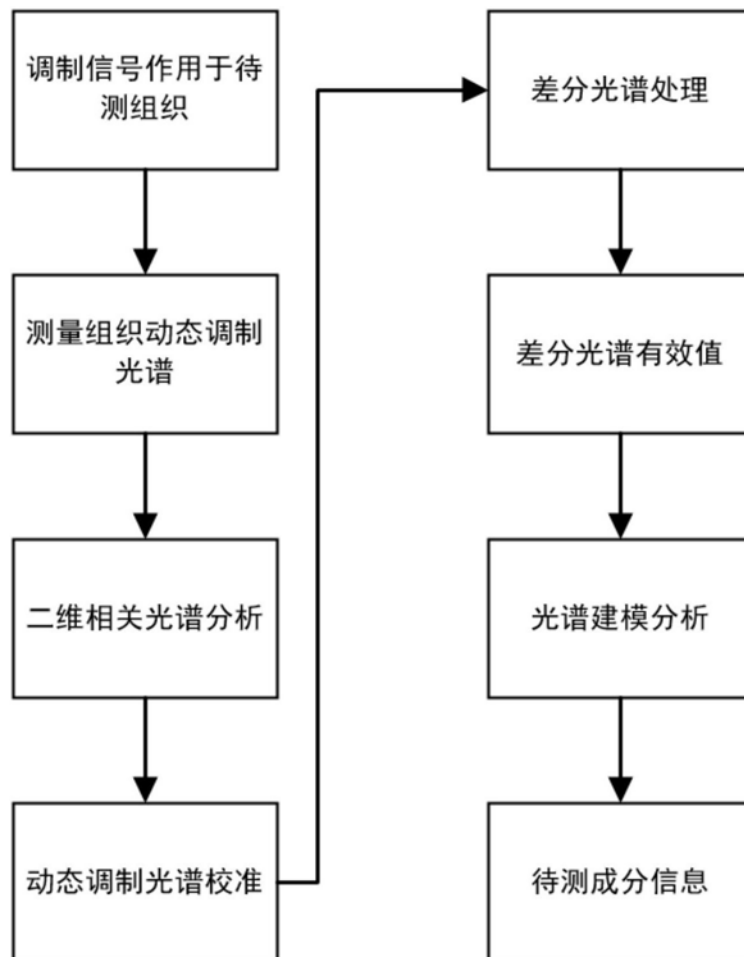 调制信号作用于待
测组织
测量组织动态调制
光谱
二维相关光谱分析
动态调制光谱校准
差分光谱处理
差分光谱有效值
光谱建模分析
待测成分信息